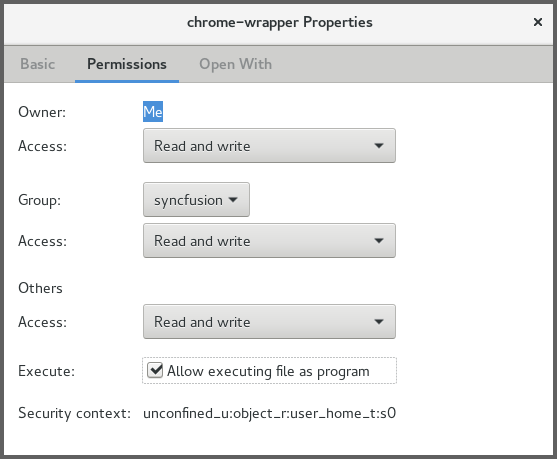 chrome-wrapper Properties ×
Basic Permissions Open With
Owner: Me
Access: Read and write
Group: syncfusion
Access: Read and write
Others
Access: Read and write
Execute: Allow executing file as program
Security context: unconfined_u:object_r:user_home_t:s0